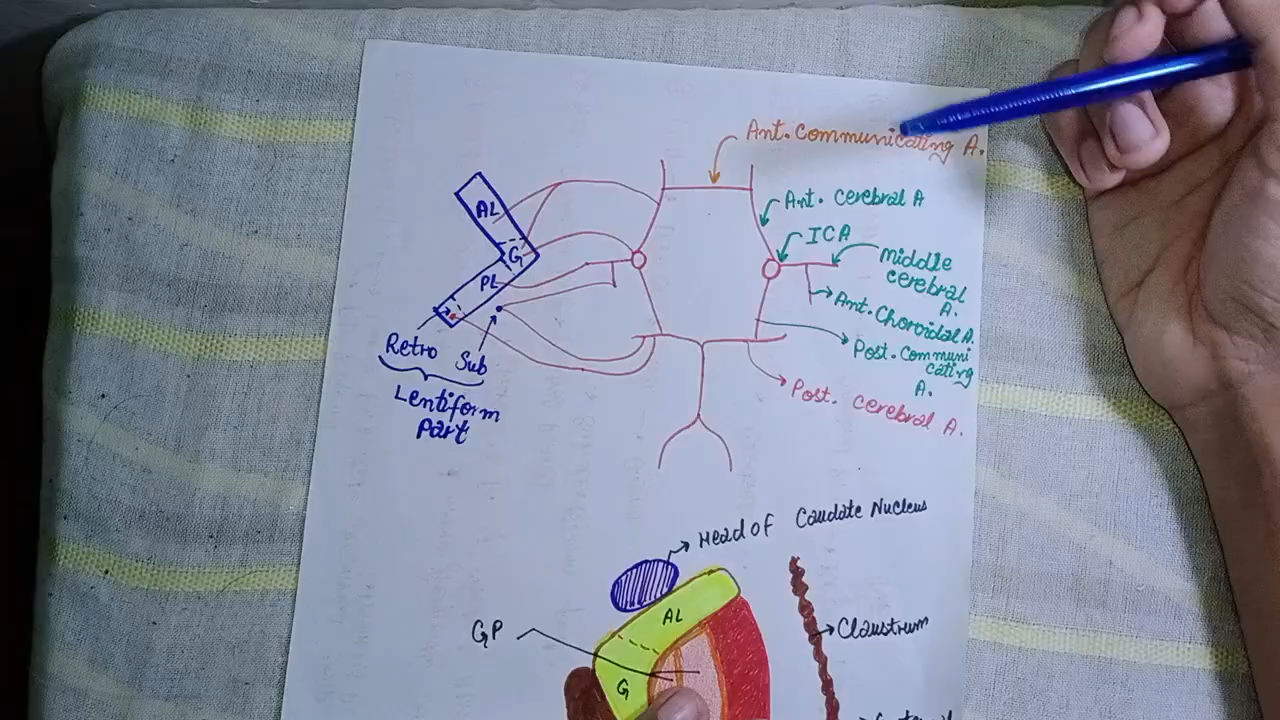 Ant. Communicating A.
Ant. Cerebral A
ICA
Middle
cerebral
A.
Ant. Choroidal A.
Post. Communi
cating
A.
Post. Cerebral A.
AL
G
PL
Retro
Sub
Lentiform
Part
Head of Caudate Nucleus
AL
GP
G
Claustrum